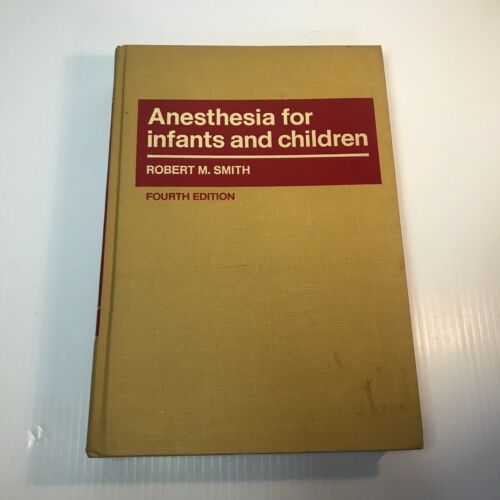 Anesthesia for
infants and children
ROBERT M. SMITH
FOURTH EDITION